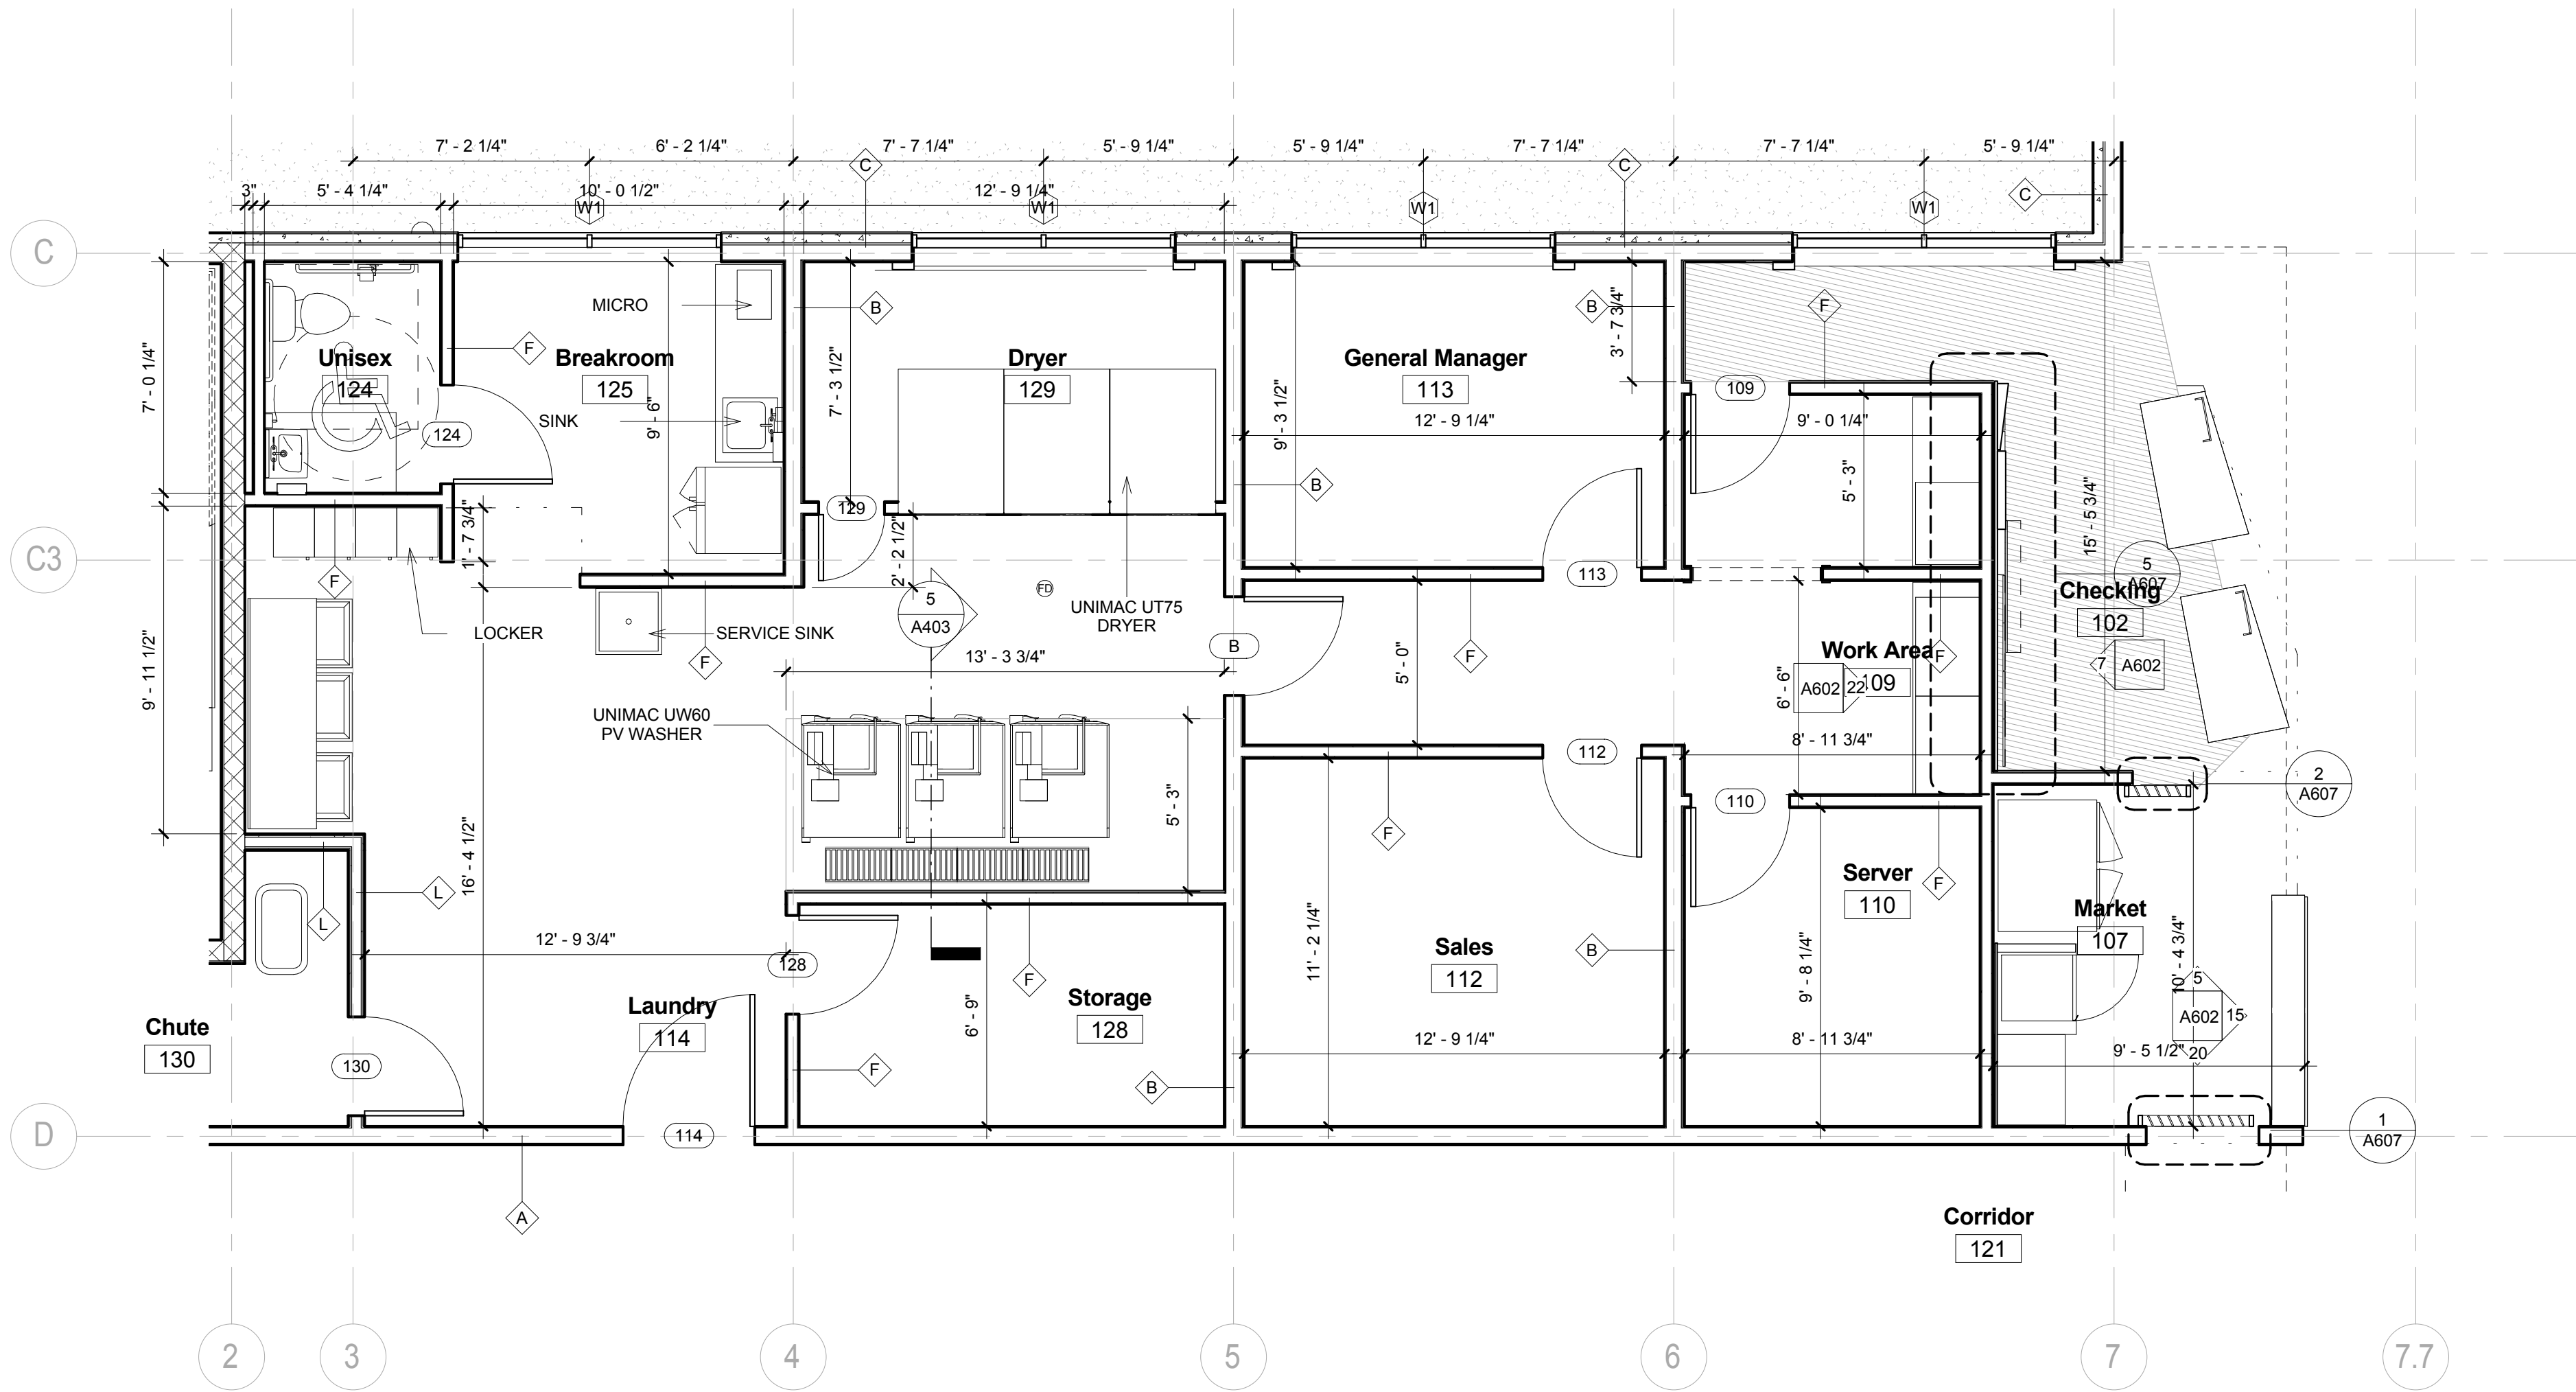 7' - 2 1/4"
6' - 2 1/4"
7' - 7 1/4"
5' - 9 1/4"
5' - 9 1/4"
7' - 7 1/4"
7' - 7 1/4"
5' - 9 1/4"
C
C
C
3"
5' - 4 1/4"
10' - 0 1/2"
12' - 9 1/4"
W1
W1
W1
W1
C
MICRO
B
B
F
3' - 7 3/4"
7' - 0 1/4"
Unisex
124
F
Breakroom
125
7' - 3 1/2"
Dryer
129
General Manager
113
109
SINK
9' - 6"
124
9' - 3 1/2"
12' - 9 1/4"
9' - 0 1/4"
5' - 3"
B
129
1' - 7 3/4"
2' - 2 1/2"
15' - 5 3/4"
C3
F
FD
113
5
A607
Checking
102
5
A403
UNIMAC UT75
DRYER
LOCKER
SERVICE SINK
F
B
13' - 3 3/4"
5' - 0"
F
Work Area
109
F
7
A602
9' - 11 1/2"
6' - 6"
A602
22
UNIMAC UW60
PV WASHER
112
8' - 11 3/4"
2
A607
5' - 3"
110
F
16' - 4 1/2"
L
L
Server
110
F
Market
107
12' - 9 3/4"
128
11' - 2 1/4"
Sales
112
B
9' - 8 1/4"
10' - 4 3/4"
F
5
A602
15
20
Chute
130
Laundry
114
6' - 9"
Storage
128
12' - 9 1/4"
8' - 11 3/4"
9' - 5 1/2"
130
F
B
D
114
1
A607
A
Corridor
121
2
3
4
5
6
7
7.7